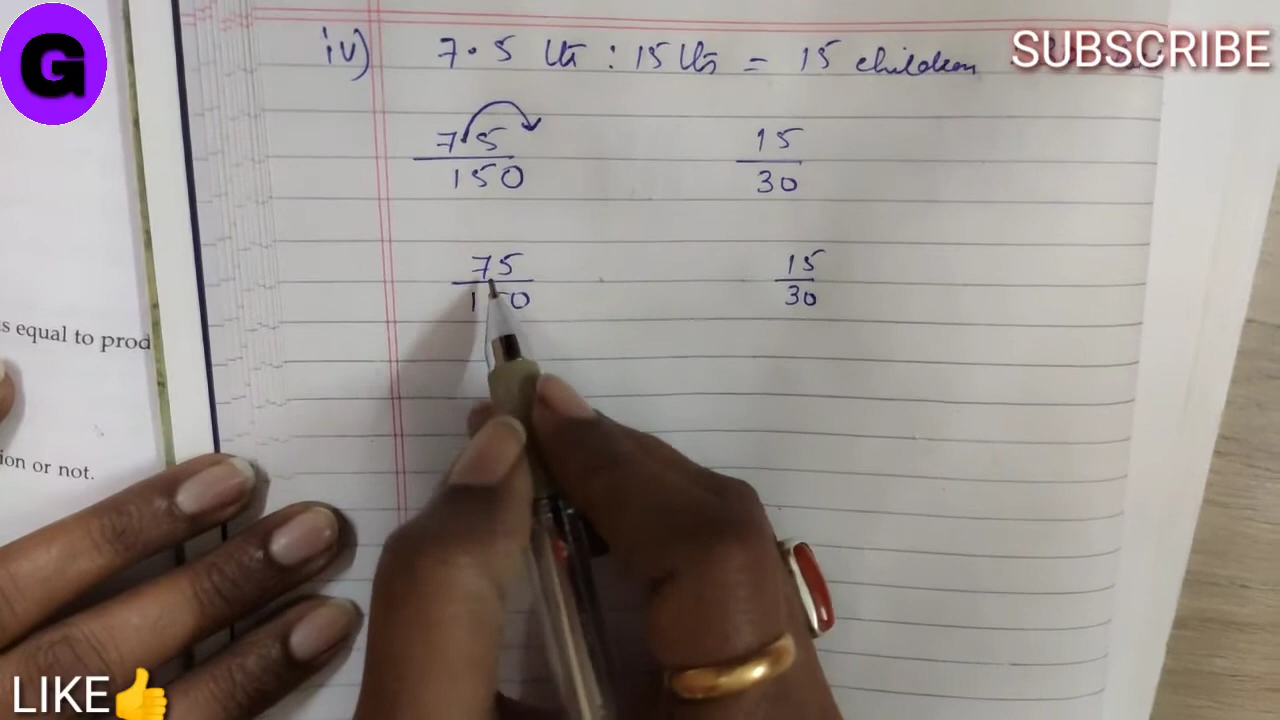 G
SUBSCRIBE
iv) 7.5 lts : 15 lts = 15 children
7.5 15
150 30
75 15
30
s equal to prod
ion or not.
LIKE👍